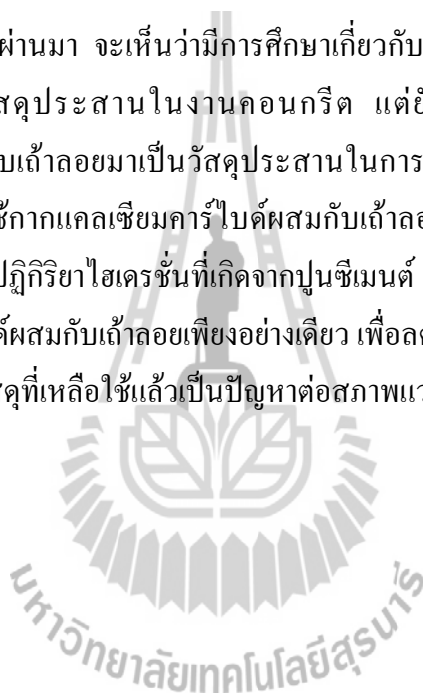 ผ่านมา จะเห็นว่ามีการศึกษาเกี่ยวกับ
สดุประสานในงานคอนกรีต แต่ยั
บเถ้าลอยมาเป็นวัสดุประสานในการ
ช้กากแคลเซียมคาร์ไบด์ผสมกับเถ้าลอ
ปฏิกิริยาไฮเดรชั่นที่เกิดจากปูนซีเมนต์
ด์ผสมกับเถ้าลอยเพียงอย่างเดียว เพื่อลด
สดุที่เหลือใช้แล้วเป็นปัญหาต่อสภาพแว
มหาวิทยาลัยเทคโนโลยีสุรนารี